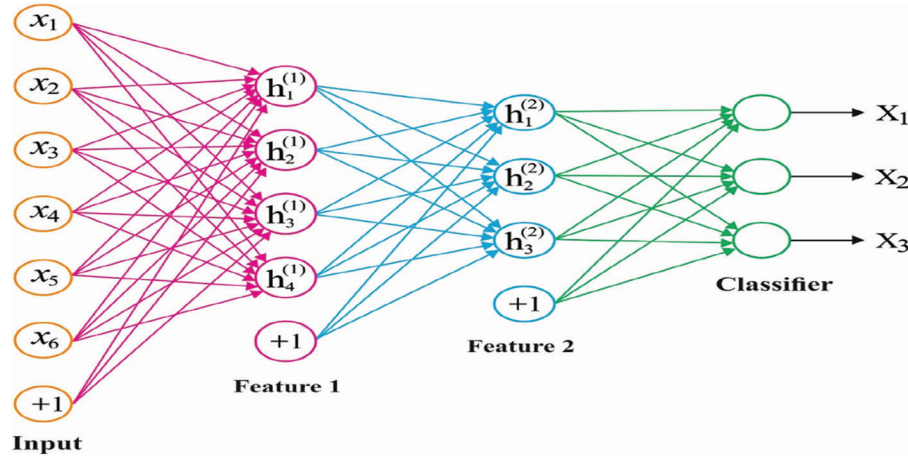 x₁
x₂
x₃
x₄
x₅
x₆
+1
Input
h₁⁽¹⁾
h₂⁽¹⁾
h₃⁽¹⁾
h₄⁽¹⁾
+1
Feature 1
h₁⁽²⁾
h₂⁽²⁾
h₃⁽²⁾
+1
Feature 2
Classifier
X₁
X₂
X₃